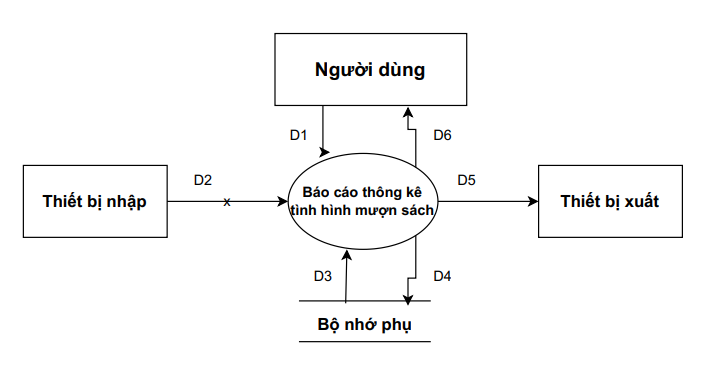 Người dùng
D1
D6
D2
Báo cáo thông kê
tình hình mượn sách
D5
Thiết bị nhập
x
Thiết bị xuất
D3
D4
Bộ nhớ phụ